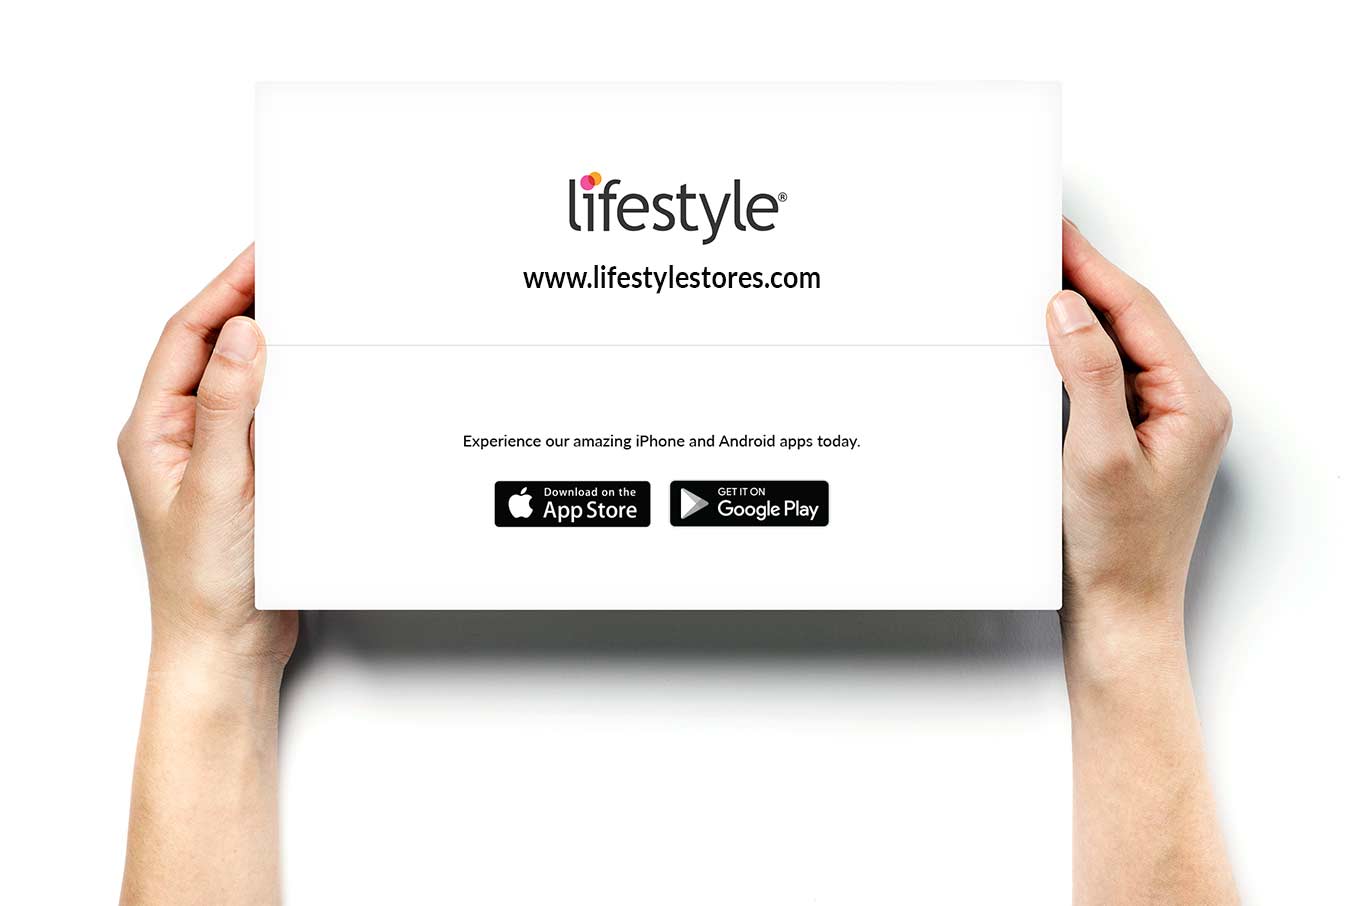 lifestyle®
www.lifestylestores.com
Experience our amazing iPhone and Android apps today.
Download on the
App Store
GET IT ON
Google Play